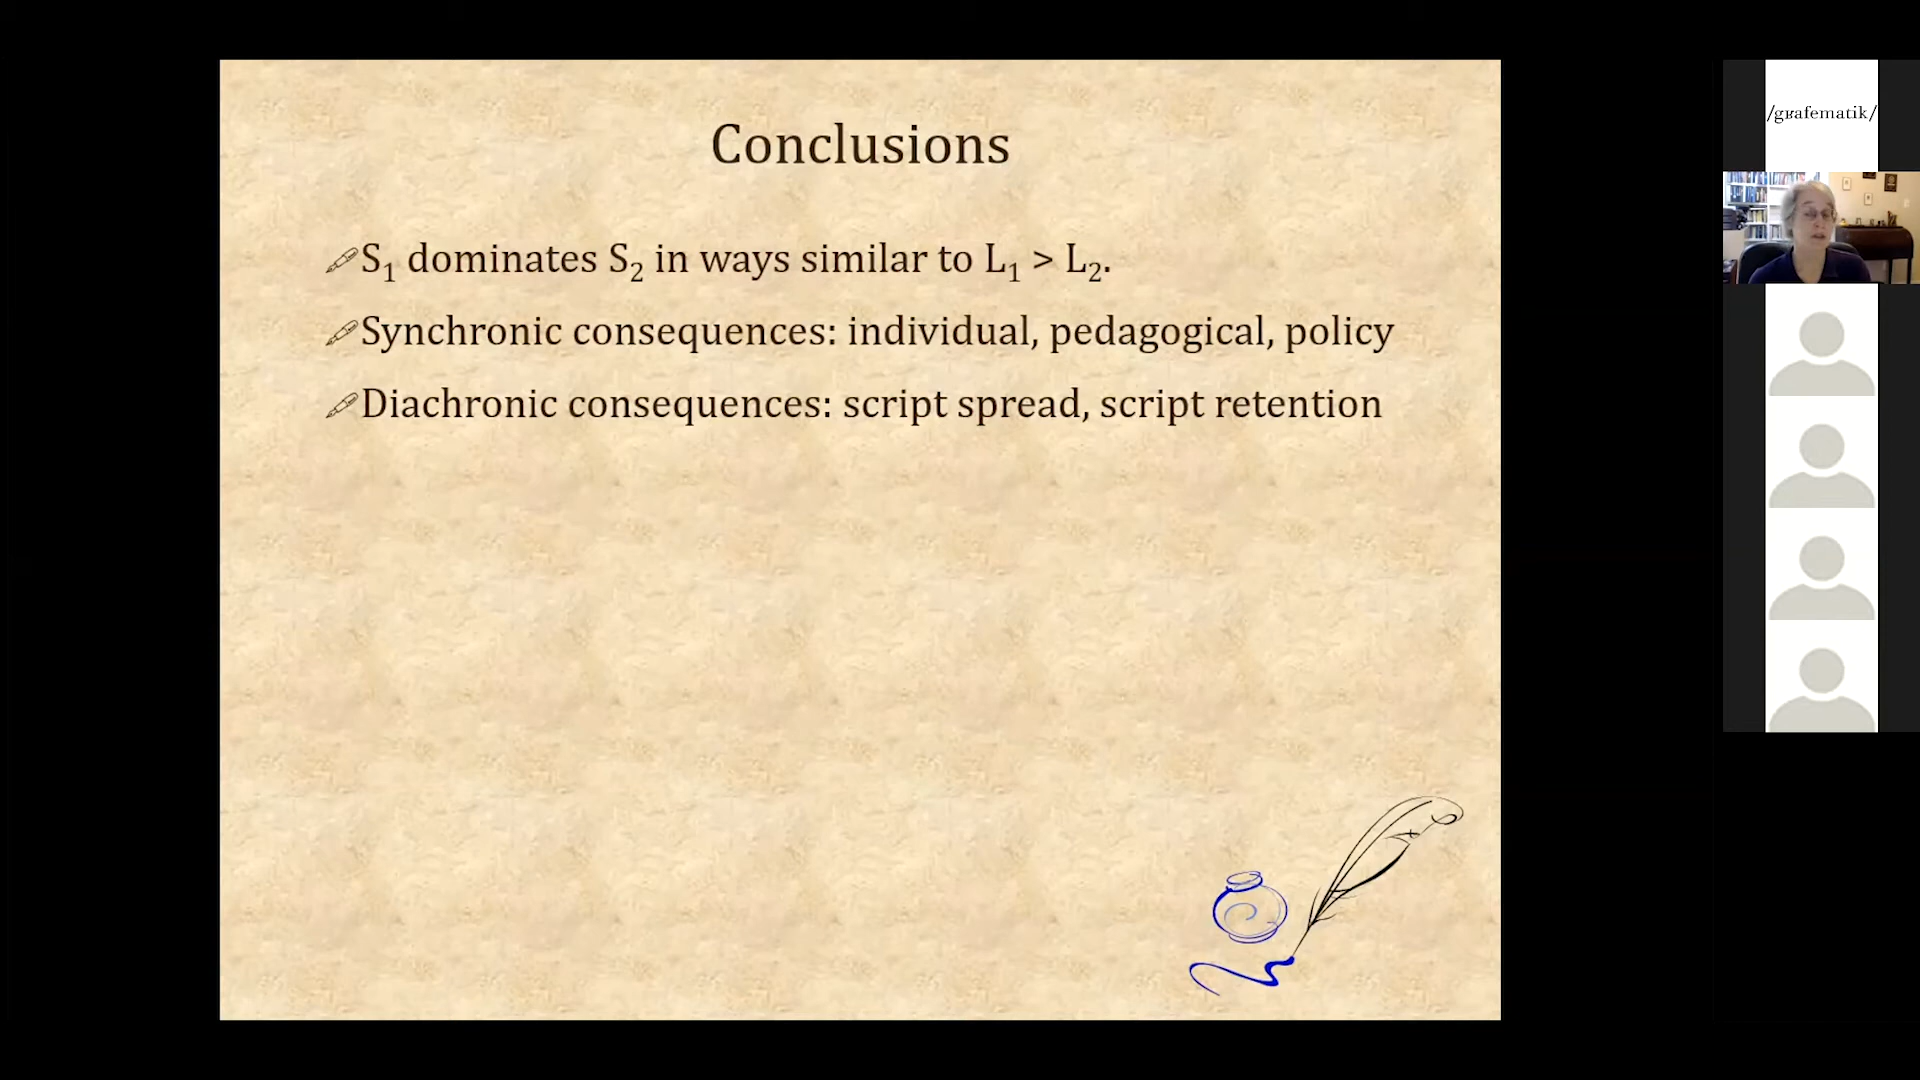 Conclusions
S₁ dominates S₂ in ways similar to L₁ > L₂.
Synchronic consequences: individual, pedagogical, policy
Diachronic consequences: script spread, script retention
/gʁafematik/